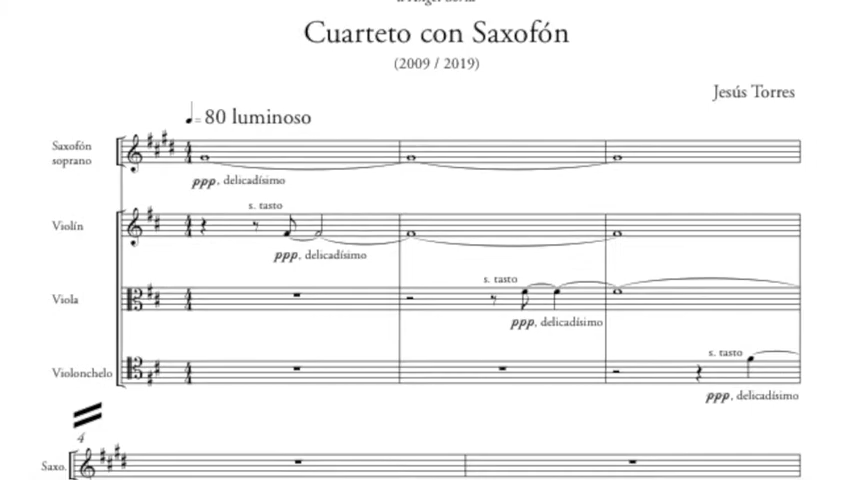 Cuarteto con Saxofón
(2009 / 2019)
Jesús Torres
= 80 luminoso
Saxofón
soprano
ppp, delicadísimo
s. tasto
Violín
ppp, delicadísimo
s. tasto
Viola
ppp, delicadísimo
s. tasto
Violonchelo
ppp, delicadísimo
4
Saxo.